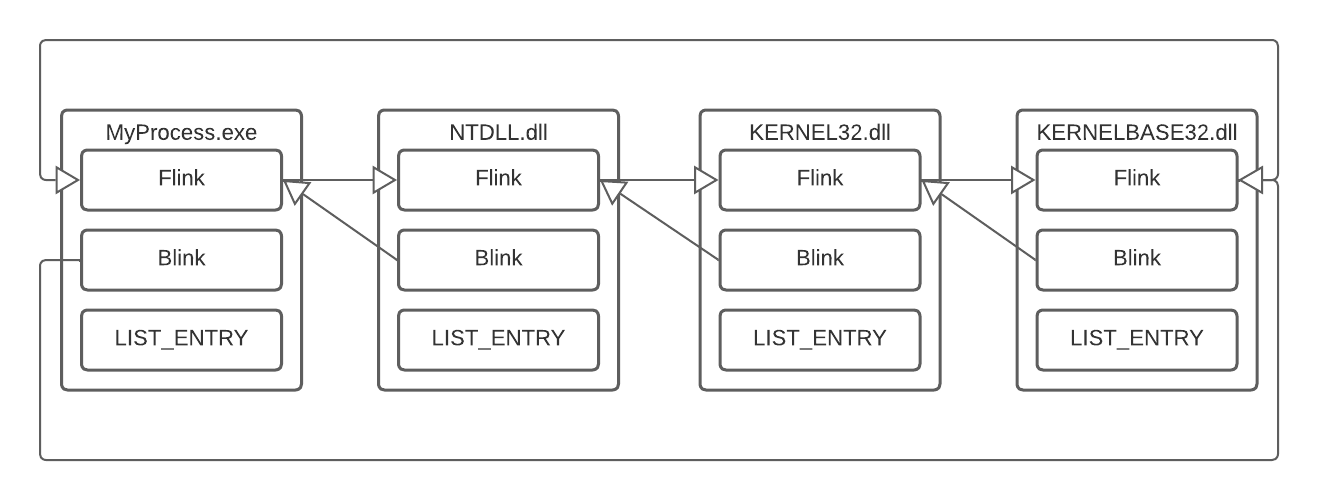 MyProcess.exe
Flink
Blink
LIST_ENTRY
NTDLL.dll
Flink
Blink
LIST_ENTRY
KERNEL32.dll
Flink
Blink
LIST_ENTRY
KERNELBASE32.dll
Flink
Blink
LIST_ENTRY